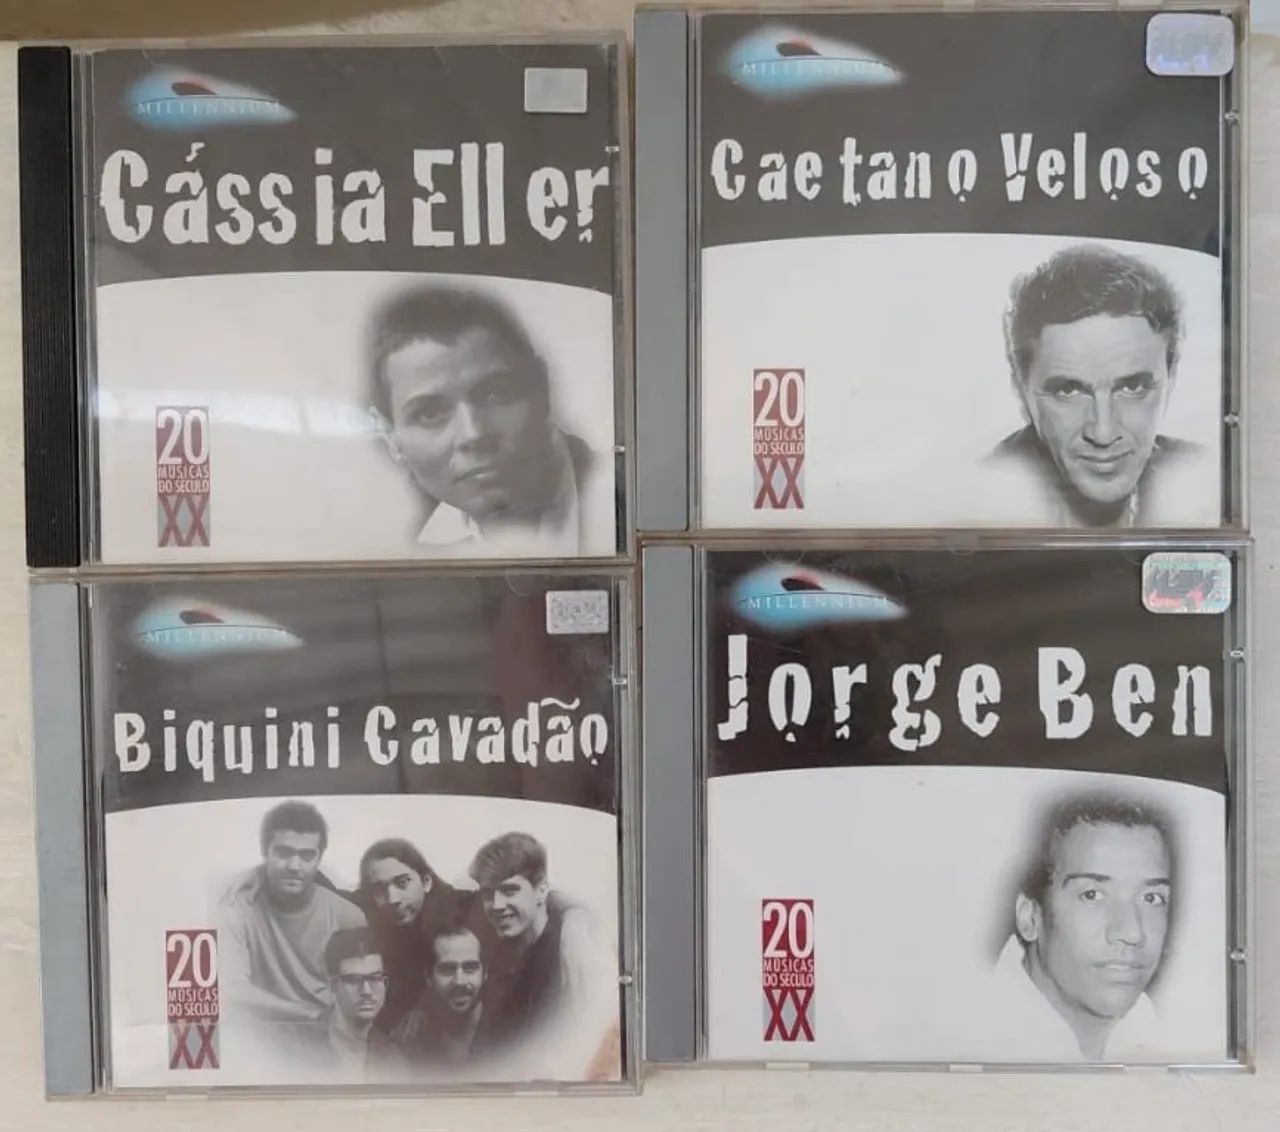 MILLENNIUM
Cássia Eller
20
MÚSICAS
DO SÉCULO
XX
MILLENNIUM
Caetano Veloso
20
MÚSICAS
DO SÉCULO
XX
MILLENNIUM
Biquini Cavadão
20
MÚSICAS
DO SÉCULO
XX
MILLENNIUM
Jorge Ben
20
MÚSICAS
DO SÉCULO
XX